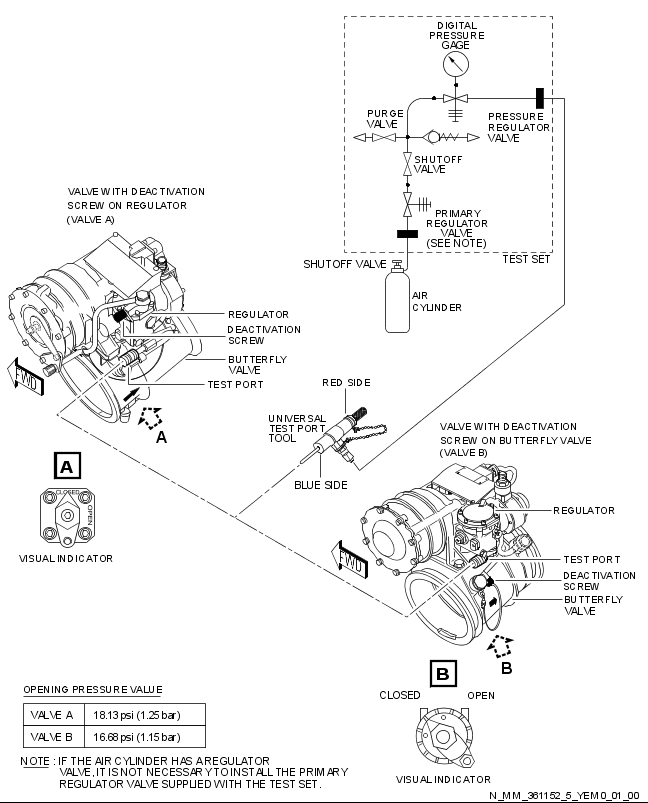 DIGITAL
PRESSURE
GAGE
PURGE
VALVE
PRESSURE
REGULATOR
VALVE
SHUTOFF
VALVE
PRIMARY
REGULATOR
VALVE
(SEE NOTE)
TEST SET
SHUTOFF VALVE
AIR
CYLINDER
VALVE WITH DEACTIVATION
SCREW ON REGULATOR
(VALVE A)
REGULATOR
DEACTIVATION
SCREW
BUTTERFLY
VALVE
TEST PORT
FWD
A
RED SIDE
UNIVERSAL
TEST PORT
TOOL
BLUE SIDE
VALVE WITH DEACTIVATION
SCREW ON BUTTERFLY VALVE
(VALVE B)
A
CLOSED
OPEN
VISUAL INDICATOR
REGULATOR
TEST PORT
DEACTIVATION
SCREW
BUTTERFLY
VALVE
FWD
B
B
CLOSED
OPEN
VISUAL INDICATOR
OPENING PRESSURE VALUE
VALVE A 18.13 psi (1.25 bar)
VALVE B 16.68 psi (1.15 bar)
NOTE : IF THE AIR CYLINDER HAS A REGULATOR
VALVE, IT IS NOT NECESSARY TO INSTALL THE PRIMARY
REGULATOR VALVE SUPPLIED WITH THE TEST SET.
N_MM_361152_5_YEM0_01_00